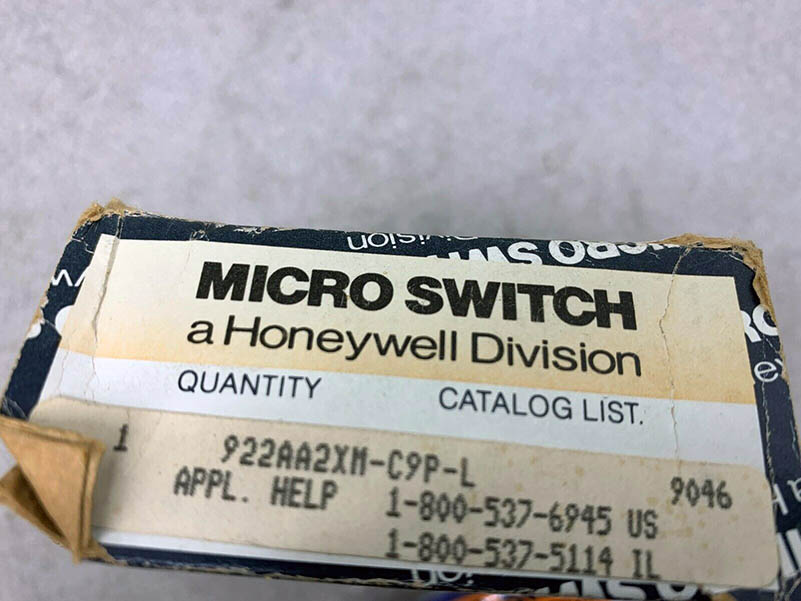 Division
MICRO SWITCH
a Honeywell Division
QUANTITY CATALOG LIST.
1 922AA2XM-C9P-L 9046
APPL. HELP 1-800-537-6945 US
1-800-537-5114 IL